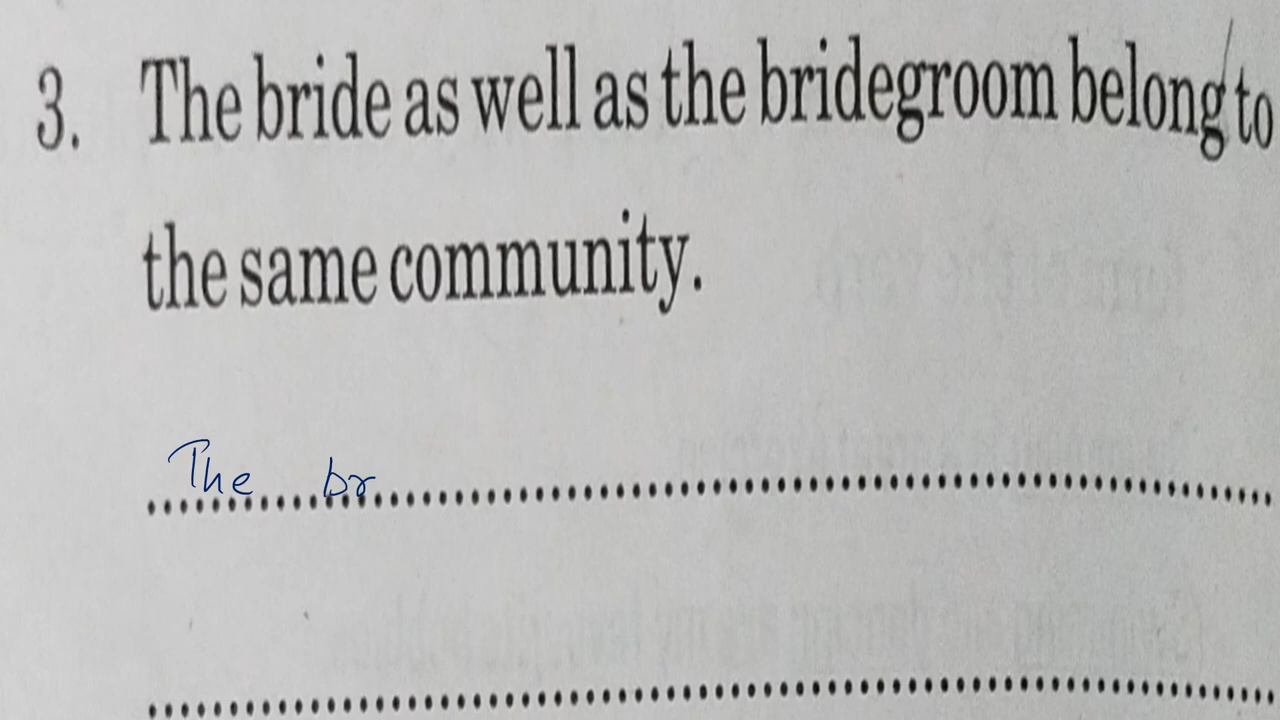 3. The bride as well as the bridegroom belong to
the same community.
The br